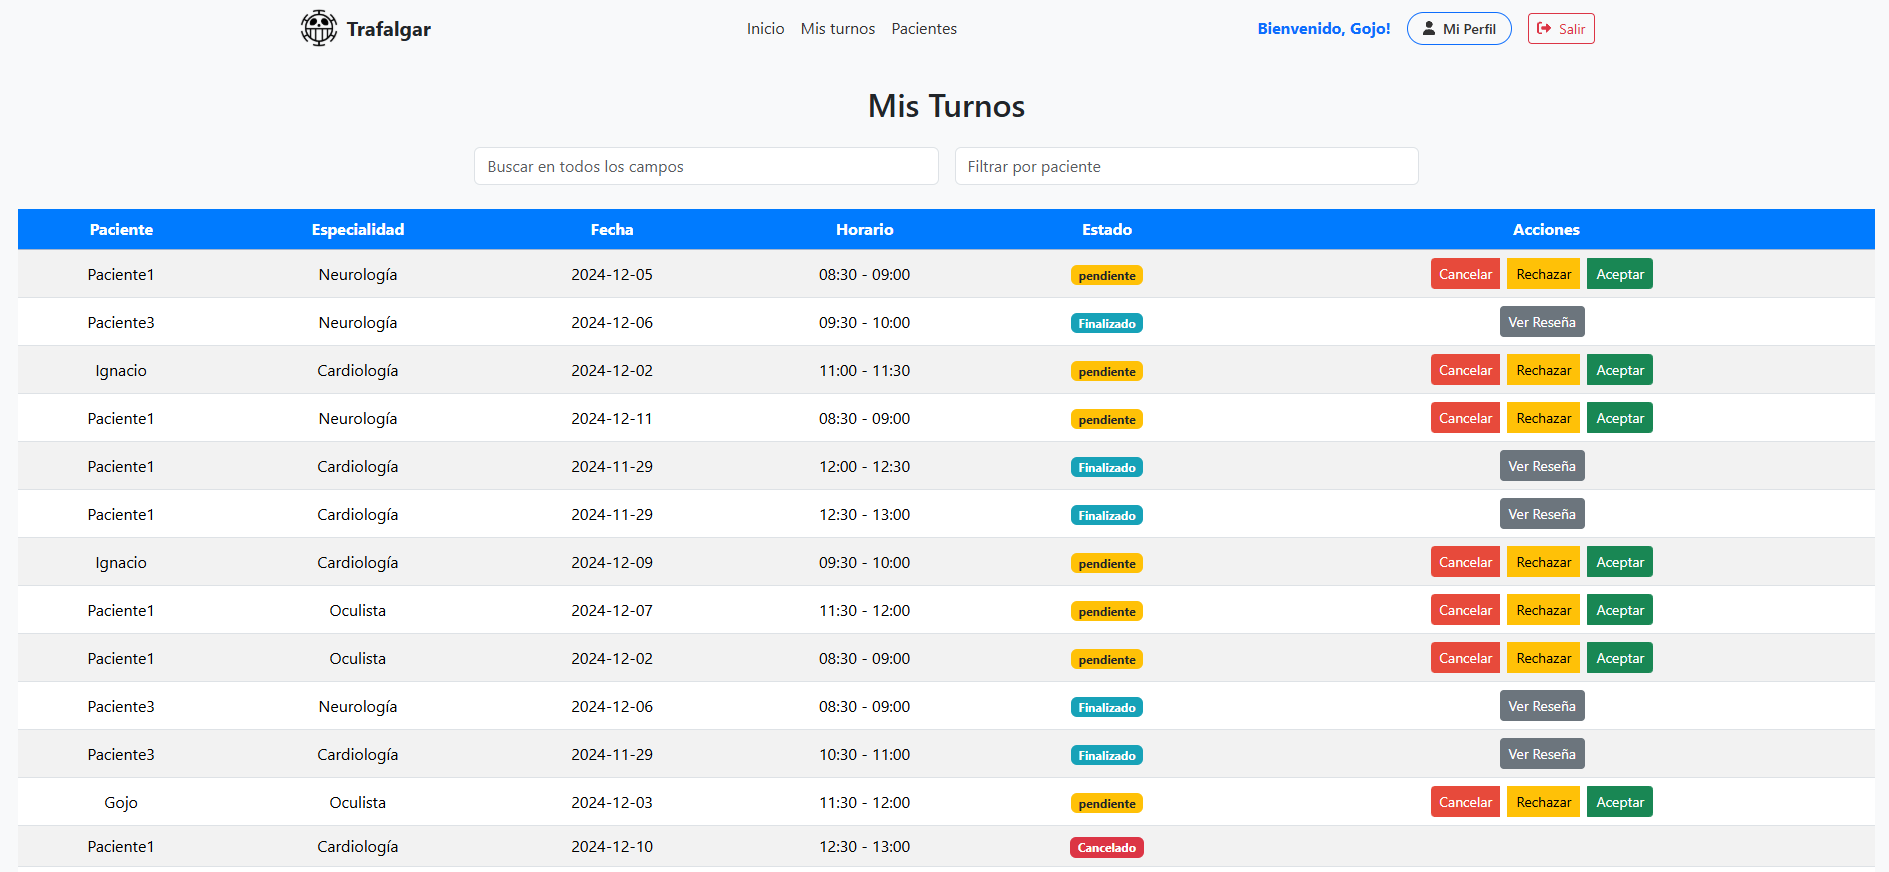 Trafalgar Inicio Mis turnos Pacientes Bienvenido, Gojo! Mi Perfil Salir
Mis Turnos
Buscar en todos los campos Filtrar por paciente
Paciente Especialidad Fecha Horario Estado Acciones
Paciente1 Neurología 2024-12-05 08:30 - 09:00 pendiente Cancelar Rechazar Aceptar
Paciente3 Neurología 2024-12-06 09:30 - 10:00 Finalizado Ver Reseña
Ignacio Cardiología 2024-12-02 11:00 - 11:30 pendiente Cancelar Rechazar Aceptar
Paciente1 Neurología 2024-12-11 08:30 - 09:00 pendiente Cancelar Rechazar Aceptar
Paciente1 Cardiología 2024-11-29 12:00 - 12:30 Finalizado Ver Reseña
Paciente1 Cardiología 2024-11-29 12:30 - 13:00 Finalizado Ver Reseña
Ignacio Cardiología 2024-12-09 09:30 - 10:00 pendiente Cancelar Rechazar Aceptar
Paciente1 Oculista 2024-12-07 11:30 - 12:00 pendiente Cancelar Rechazar Aceptar
Paciente1 Oculista 2024-12-02 08:30 - 09:00 pendiente Cancelar Rechazar Aceptar
Paciente3 Neurología 2024-12-06 08:30 - 09:00 Finalizado Ver Reseña
Paciente3 Cardiología 2024-11-29 10:30 - 11:00 Finalizado Ver Reseña
Gojo Oculista 2024-12-03 11:30 - 12:00 pendiente Cancelar Rechazar Aceptar
Paciente1 Cardiología 2024-12-10 12:30 - 13:00 Cancelado